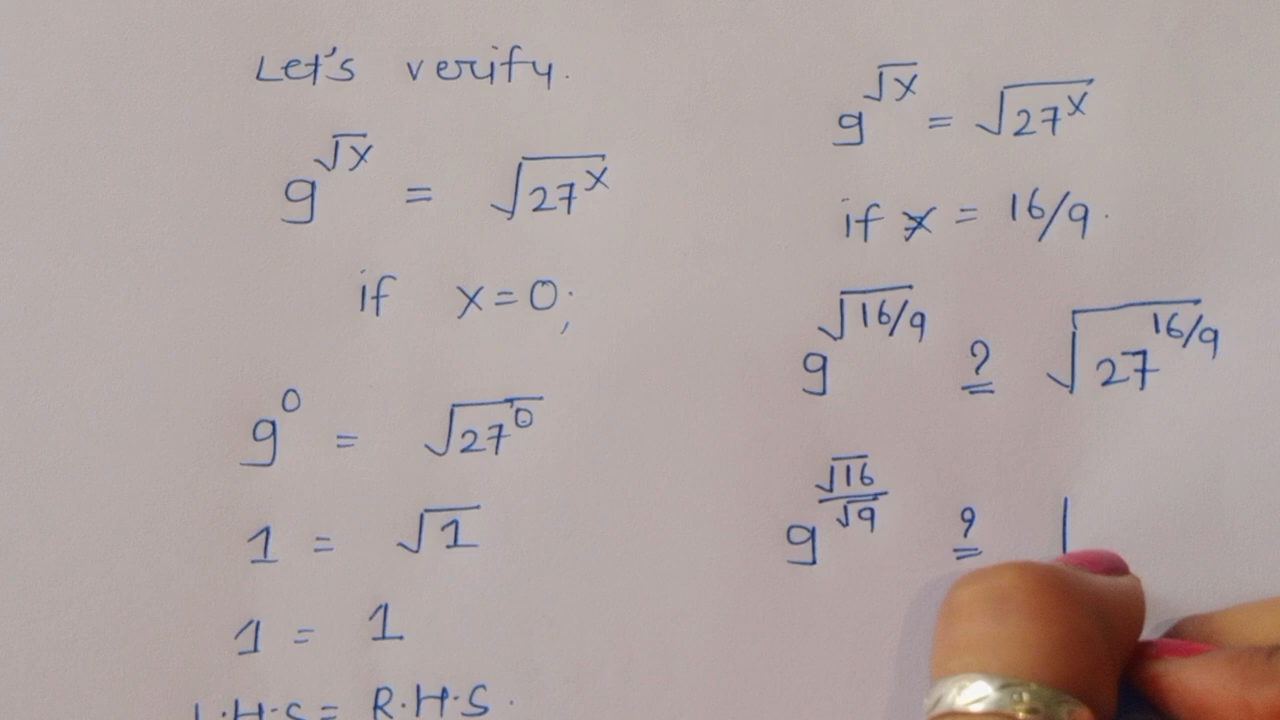 Let's verify.
9^√x = √(27^x)
if x = 0;
9^0 = √(27^0)
1 = √1
1 = 1
L.H.S = R.H.S.
9^√x = √(27^x)
if x = 16/9.
9^√(16/9) ≟ √(27^(16/9))
9^(√16/√9) ≟